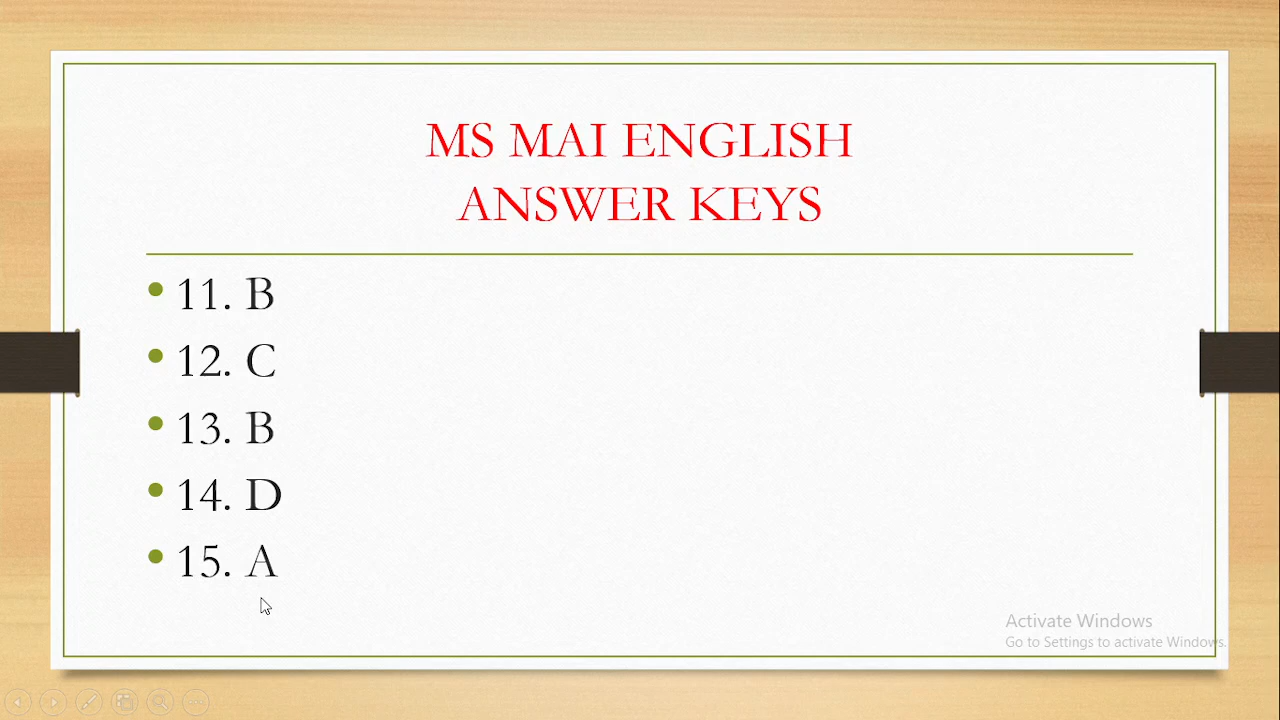 MS MAI ENGLISH
ANSWER KEYS
11. B
12. C
13. B
14. D
15. A
Activate Windows
Go to Settings to activate Windows.